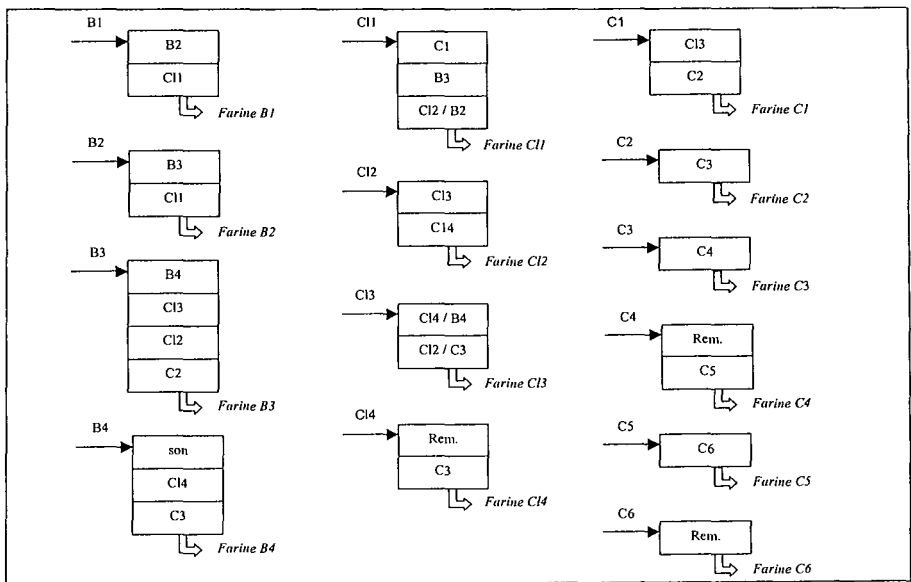 B1
B2
Cl1
Farine B1
B2
B3
Cl1
Farine B2
B3
B4
Cl3
Cl2
C2
Farine B3
B4
son
Cl4
C3
Farine B4
Cl1
C1
B3
Cl2 / B2
Farine Cl1
Cl2
Cl3
C14
Farine Cl2
Cl3
Cl4 / B4
Cl2 / C3
Farine Cl3
Cl4
Rem.
C3
Farine Cl4
C1
Cl3
C2
Farine C1
C2
C3
Farine C2
C3
C4
Farine C3
C4
Rem.
C5
Farine C4
C5
C6
Farine C5
C6
Rem.
Farine C6